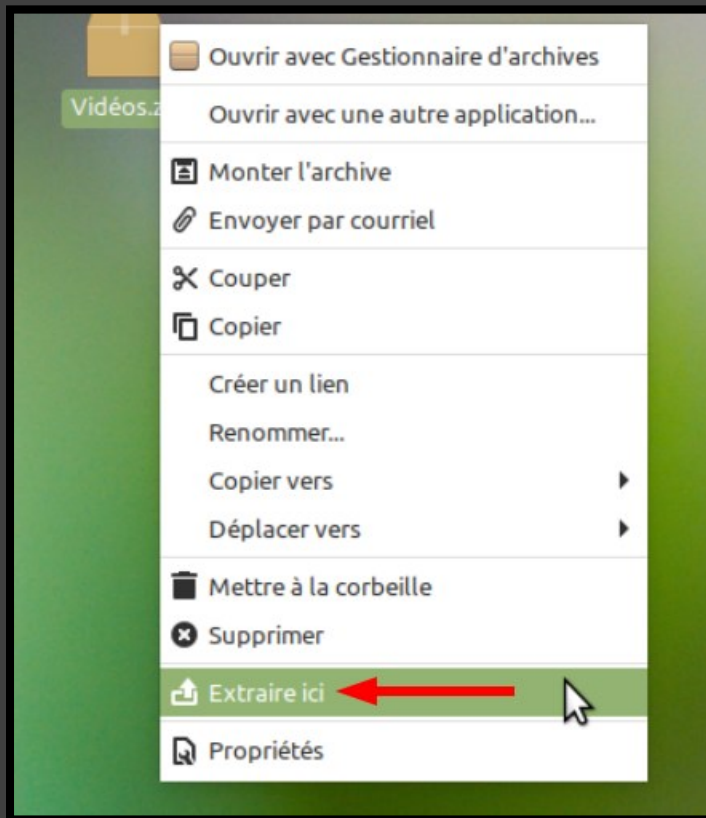 Ouvrir avec Gestionnaire d'archives
Vidéos.z
Ouvrir avec une autre application...
Monter l'archive
Envoyer par courriel
Couper
Copier
Créer un lien
Renommer...
Copier vers
Déplacer vers
Mettre à la corbeille
Supprimer
Extraire ici
Propriétés